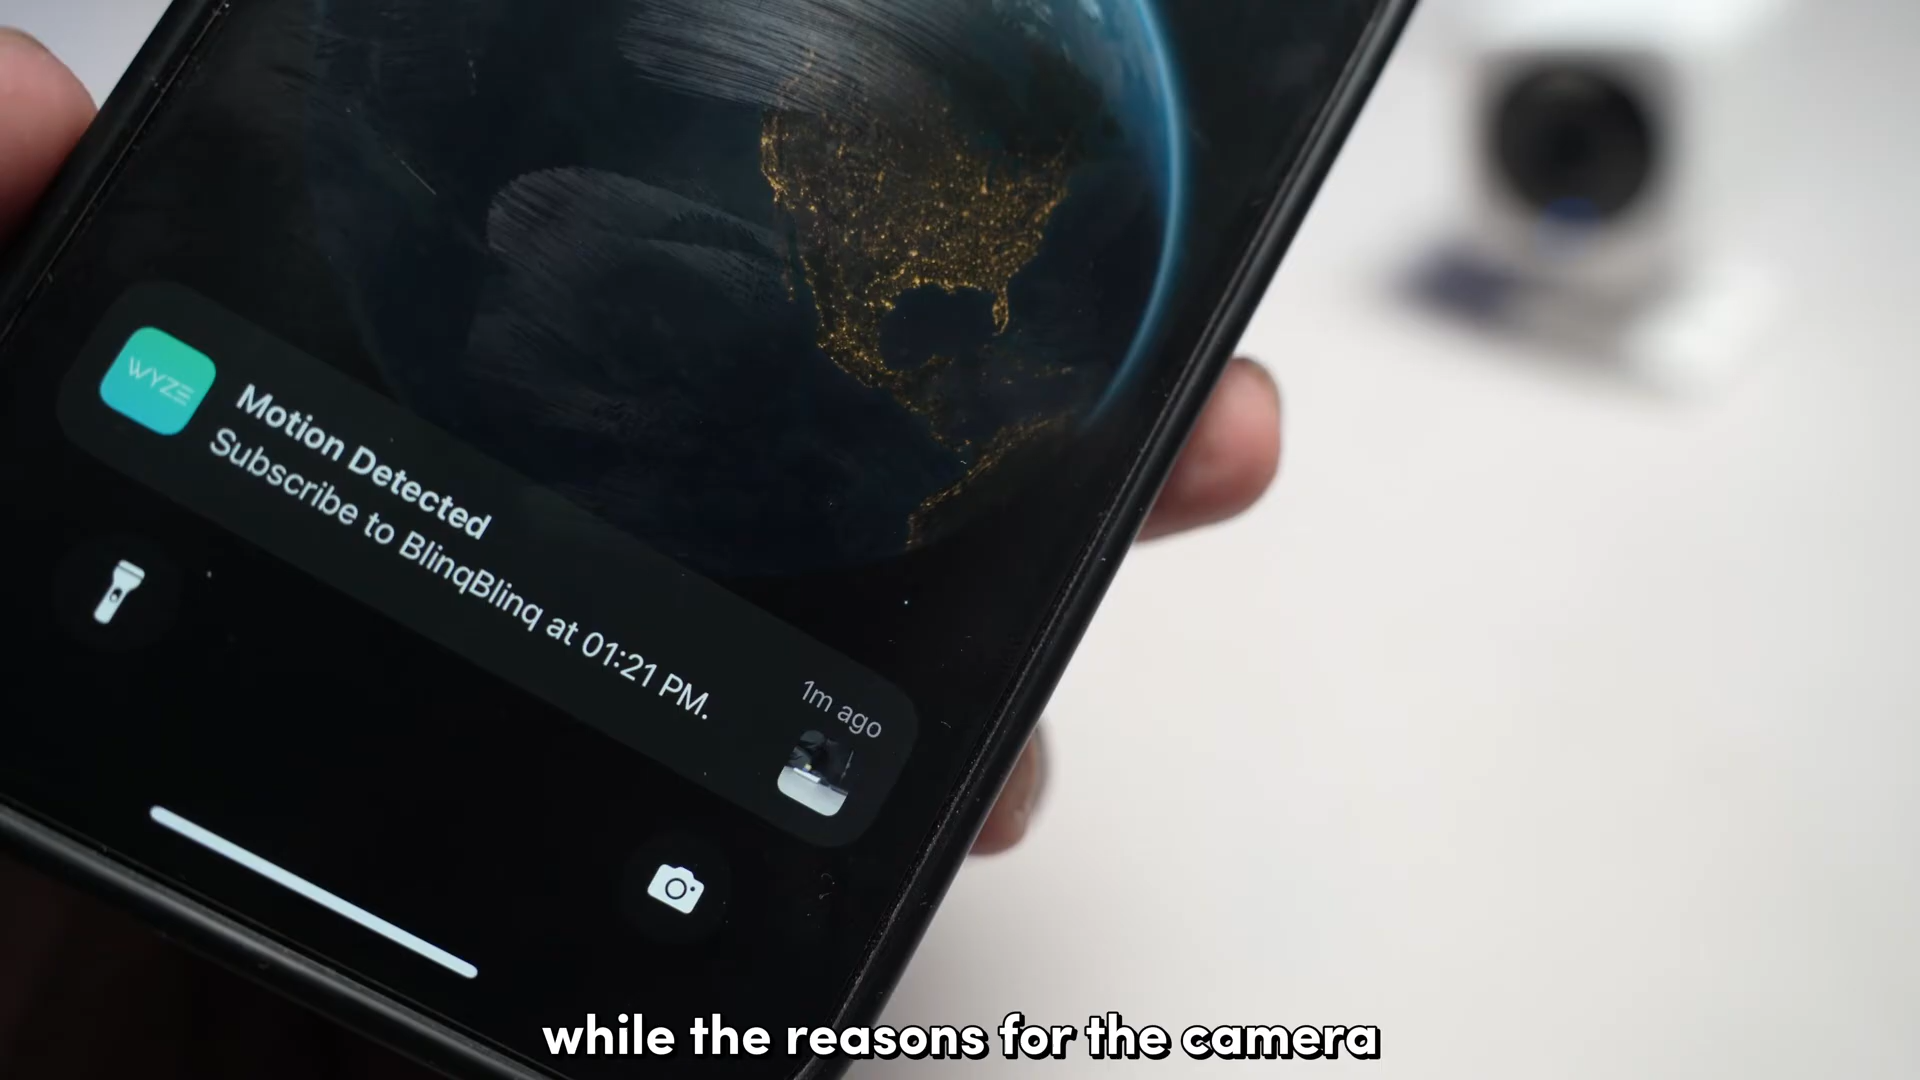 WYZE
Motion Detected
Subscribe to BlinqBlinq at 01:21 PM.
1m ago
while the reasons for the camera